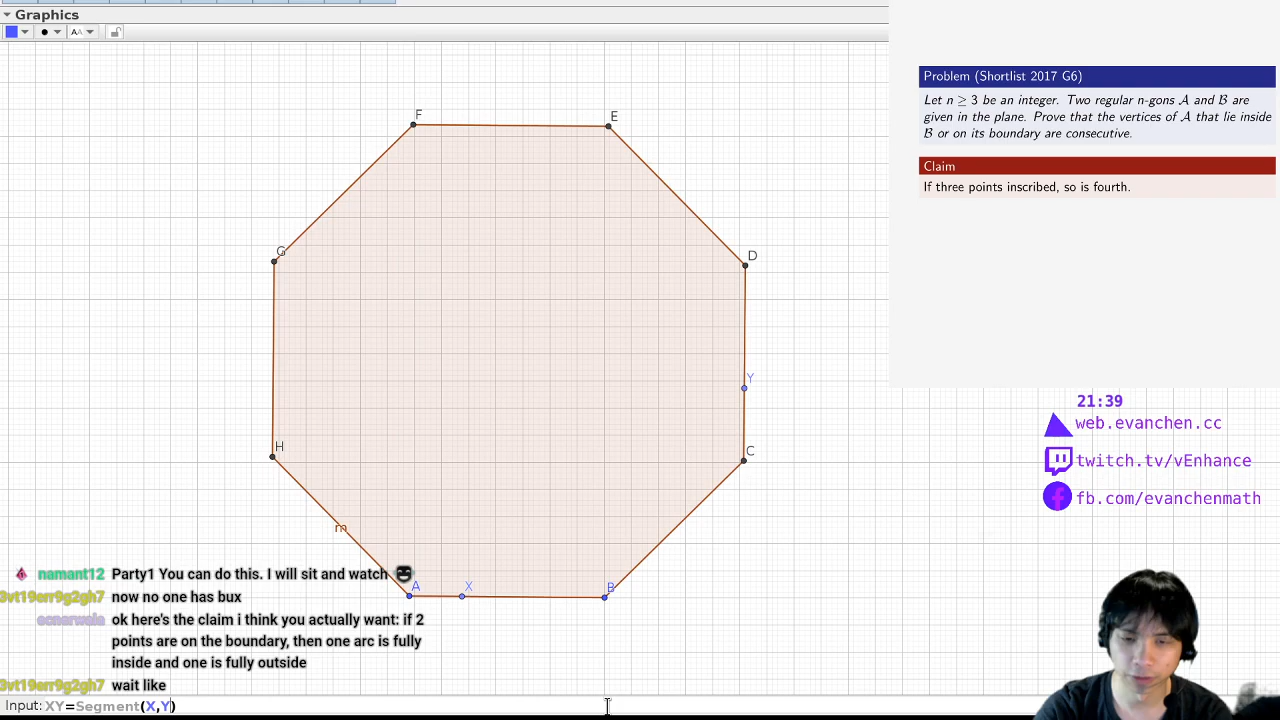 Graphics
AA
Problem (Shortlist 2017 G6)
Let n ≥ 3 be an integer. Two regular n-gons 𝒜 and ℬ are
given in the plane. Prove that the vertices of 𝒜 that lie inside
ℬ or on its boundary are consecutive.
Claim
If three points inscribed, so is fourth.
F
E
G
D
Y
H
C
m
A
X
B
21:39
web.evanchen.cc
twitch.tv/vEnhance
fb.com/evanchenmath
namant12 Party1 You can do this. I will sit and watch
3vt19err9g2gh7 now no one has bux
ok here's the claim i think you actually want: if 2
points are on the boundary, then one arc is fully
inside and one is fully outside
3vt19err9g2gh7 wait like
Input: XY=Segment(X,Y)